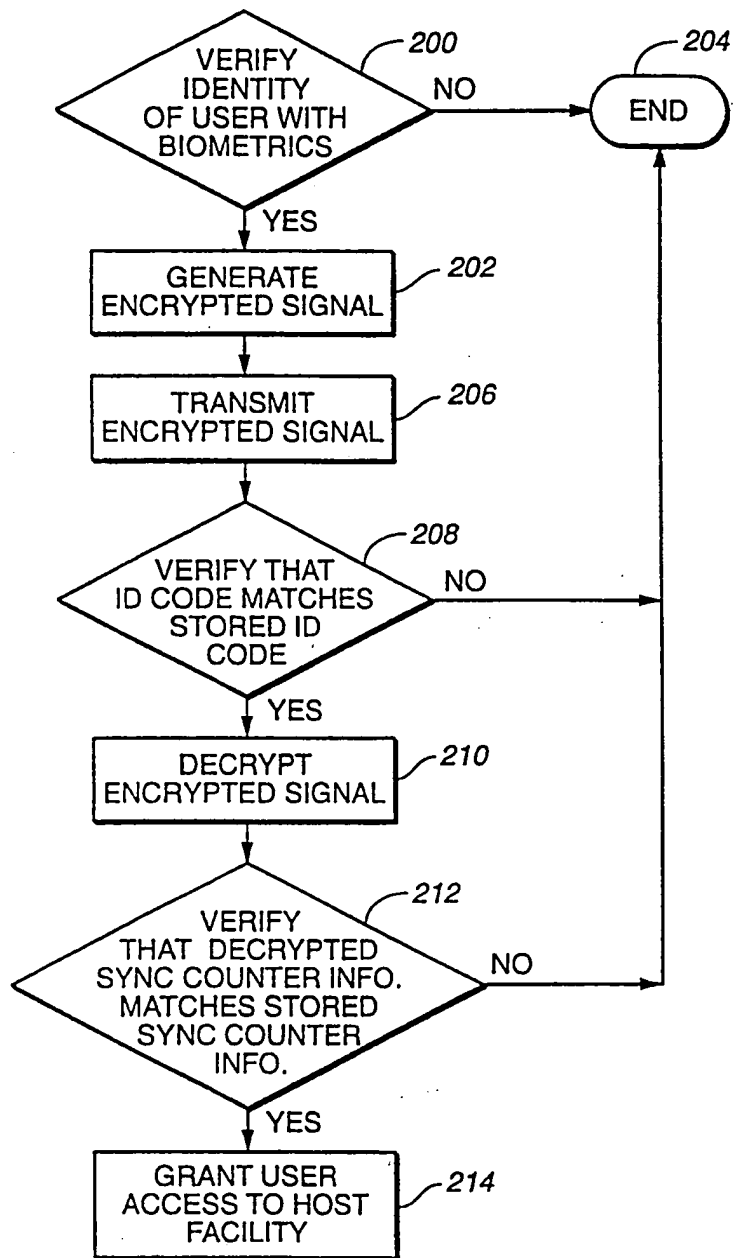 VERIFY
IDENTITY
OF USER WITH
BIOMETRICS
200
NO
204
END
YES
GENERATE
ENCRYPTED SIGNAL
202
TRANSMIT
ENCRYPTED SIGNAL
206
VERIFY THAT
ID CODE MATCHES
STORED ID
CODE
208
NO
YES
DECRYPT
ENCRYPTED SIGNAL
210
VERIFY
THAT DECRYPTED
SYNC COUNTER INFO.
MATCHES STORED
SYNC COUNTER
INFO.
212
NO
YES
GRANT USER
ACCESS TO HOST
FACILITY
214